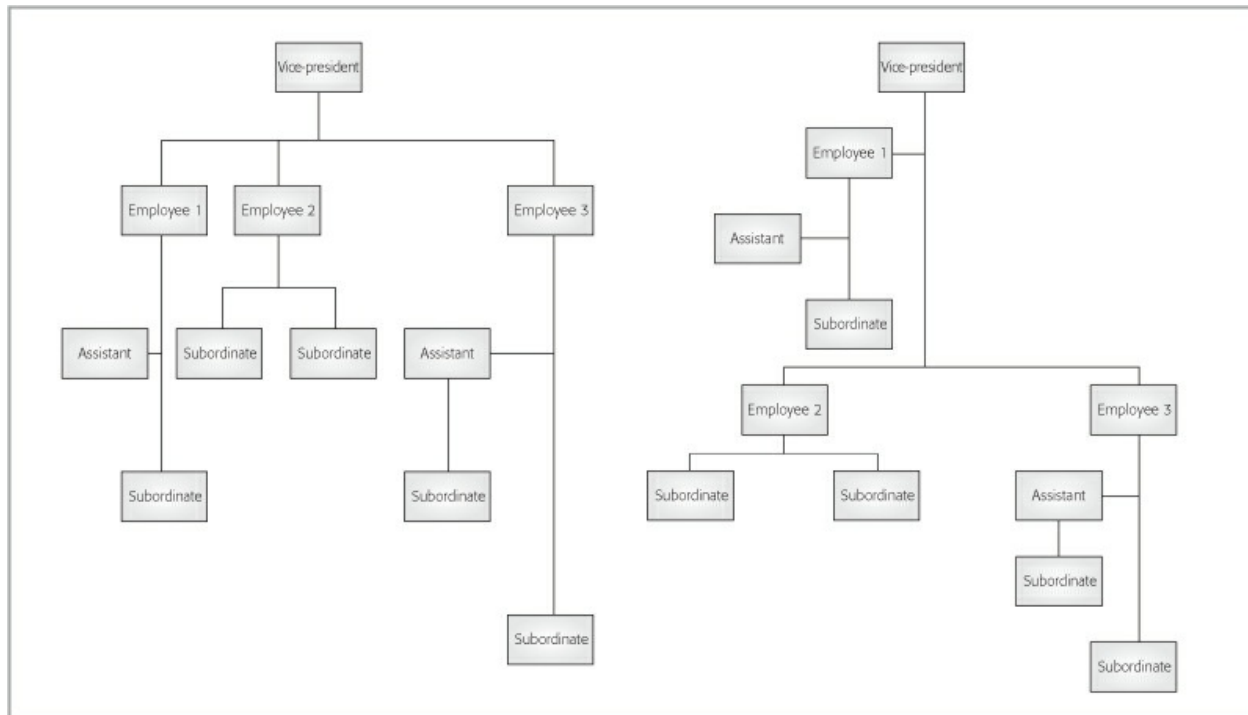 Vice-president
Employee 1
Employee 2
Employee 3
Assistant
Subordinate
Subordinate
Assistant
Subordinate
Subordinate
Subordinate
Vice-president
Employee 1
Assistant
Subordinate
Employee 2
Employee 3
Subordinate
Subordinate
Assistant
Subordinate
Subordinate